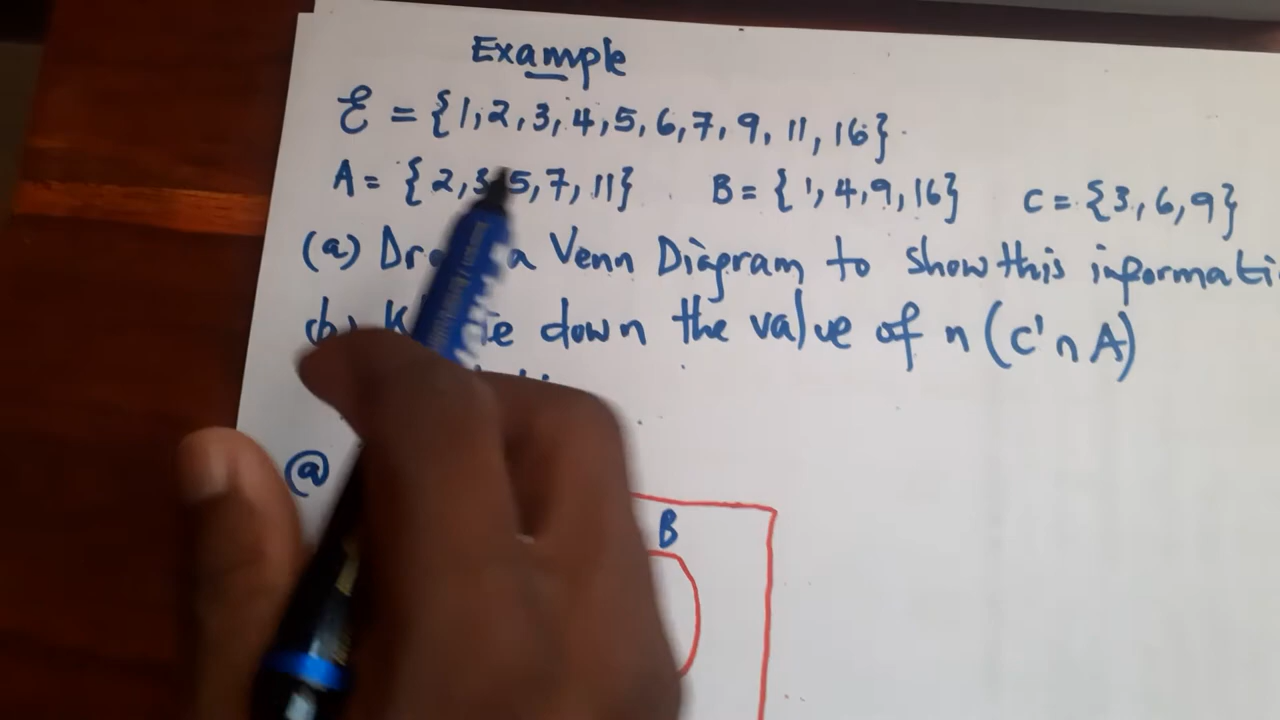 Example
ℰ = {1, 2, 3, 4, 5, 6, 7, 9, 11, 16}
A = {2, 3, 5, 7, 11} B = {1, 4, 9, 16} C = {3, 6, 9}
(a) a Venn Diagram to show this
(b) down the value of n(C'∩A)
(a)
B